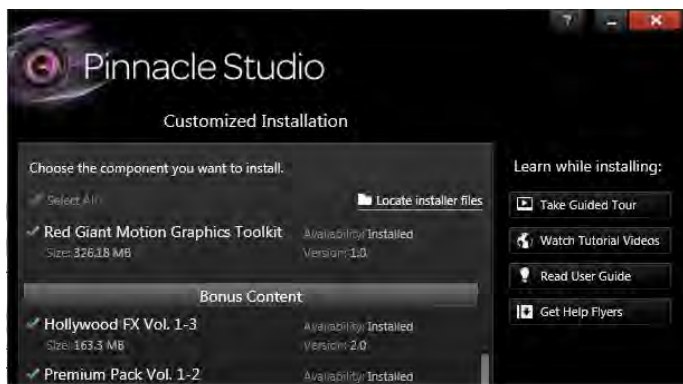 ?
Pinnacle Studio
Customized Installation
Choose the component you want to install.
Select All
Locate installer files
Red Giant Motion Graphics Toolkit
Availability: Installed
Size: 326.18 MB
Version: 1.0
Bonus Content
Hollywood FX Vol. 1-3
Availability: Installed
Size: 163.3 MB
Version: 2.0
Premium Pack Vol. 1-2
Availability: Installed
Learn while installing:
Take Guided Tour
Watch Tutorial Videos
Read User Guide
Get Help Flyers